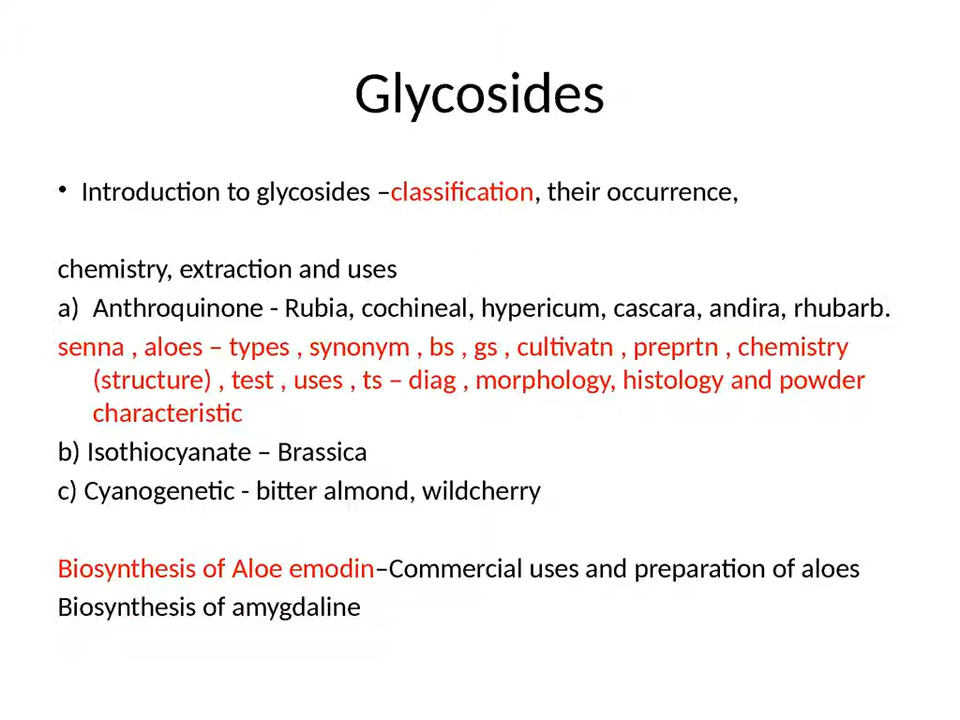 Glycosides
• Introduction to glycosides –classification, their occurrence,
chemistry, extraction and uses
a) Anthroquinone - Rubia, cochineal, hypericum, cascara, andira, rhubarb.
senna , aloes – types , synonym , bs , gs , cultivatn , preprtn , chemistry
(structure) , test , uses , ts – diag , morphology, histology and powder
characteristic
b) Isothiocyanate – Brassica
c) Cyanogenetic - bitter almond, wildcherry
Biosynthesis of Aloe emodin–Commercial uses and preparation of aloes
Biosynthesis of amygdaline